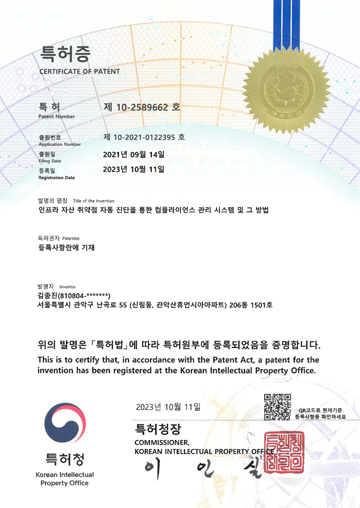 특허증
CERTIFICATE OF PATENT
특 허 제 10-2589662 호
Patent Number
출원번호 제 10-2021-0122395 호
Application Number
출원일 2021년 09월 14일
Filing Date
등록일 2023년 10월 11일
Registration Date
발명의 명칭 Title of the Invention
인프라 자산 취약점 자동 진단을 통한 컴플라이언스 관리 시스템 및 그 방법
특허권자 Patentee
등록사항란에 기재
발명자 Inventor
김종진(810804-*******)
서울특별시 관악구 난곡로 55 (신림동, 관악산휴먼시아아파트) 206동 1501호
위의 발명은 「특허법」에 따라 특허원부에 등록되었음을 증명합니다.
This is to certify that, in accordance with the Patent Act, a patent for the
invention has been registered at the Korean Intellectual Property Office.
2023년 10월 11일
QR코드로 현재기준
등록사항을 확인하세요
특허청장
COMMISSIONER,
KOREAN INTELLECTUAL PROPERTY OFFICE
이 인 실
특허청
Korean Intellectual
Property Office